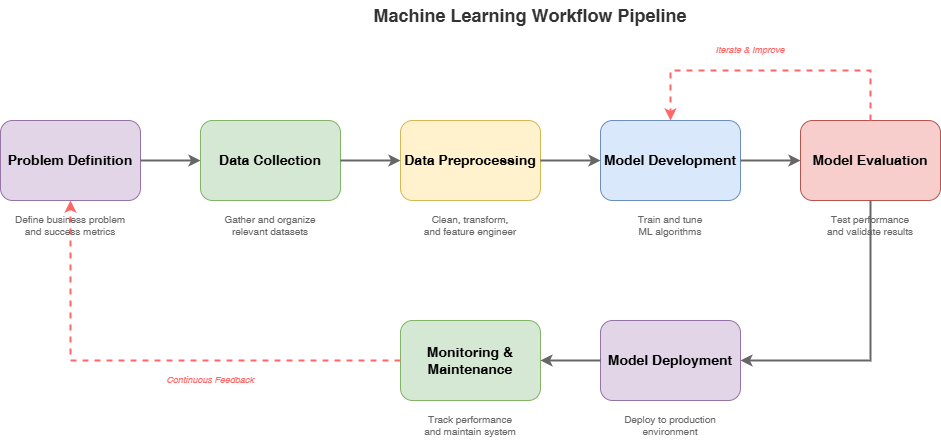 Machine Learning Workflow Pipeline
Iterate & Improve
Problem Definition
Data Collection
Data Preprocessing
Model Development
Model Evaluation
Define business problem
and success metrics
Gather and organize
relevant datasets
Clean, transform,
and feature engineer
Train and tune
ML algorithms
Test performance
and validate results
Monitoring &
Maintenance
Model Deployment
Continuous Feedback
Track performance
and maintain system
Deploy to production
environment